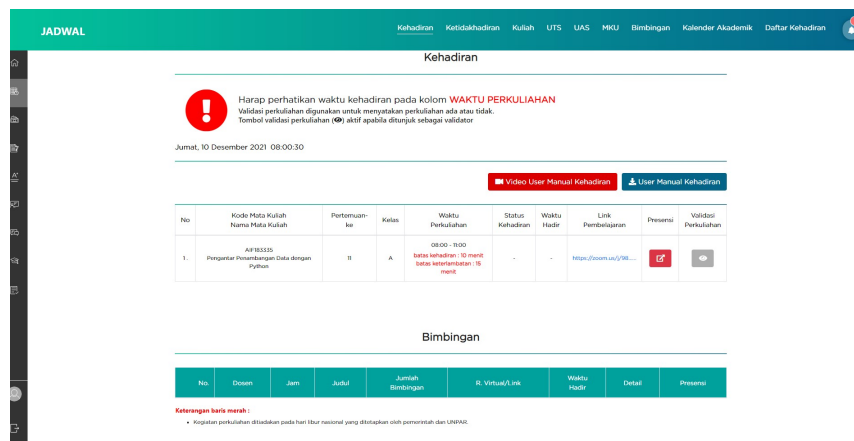 JADWAL
Kehadiran Ketidakhadiran Kuliah UTS UAS MKU Bimbingan Kalender Akademik Daftar Kehadiran
Kehadiran
Harap perhatikan waktu kehadiran pada kolom WAKTU PERKULIAHAN
Validasi perkuliahan digunakan untuk menyatakan perkuliahan ada atau tidak.
Tombol validasi perkuliahan () aktif apabila ditunjuk sebagai validator
Jumat, 10 Desember 2021 08:00:30
Video User Manual Kehadiran User Manual Kehadiran
No
Kode Mata Kuliah
Nama Mata Kuliah
Pertemuan-
ke
Kelas
Waktu
Perkuliahan
Status
Kehadiran
Waktu
Hadir
Link
Pembelajaran
Presensi
Validasi
Perkuliahan
1.
AIF183335
Pengantar Penambangan Data dengan
Python
11
A
08:00 - 11:00
batas kehadiran : 10 menit
batas keterlambatan : 15
menit
-
-
https://zoom.us/j/98....
Bimbingan
No.
Dosen
Jam
Judul
Jumlah
Bimbingan
R. Virtual/Link
Waktu
Hadir
Detail
Presensi
Keterangan baris merah :
• Kegiatan perkuliahan ditiadakan pada hari libur nasional yang ditetapkan oleh pemerintah dan UNPAR.